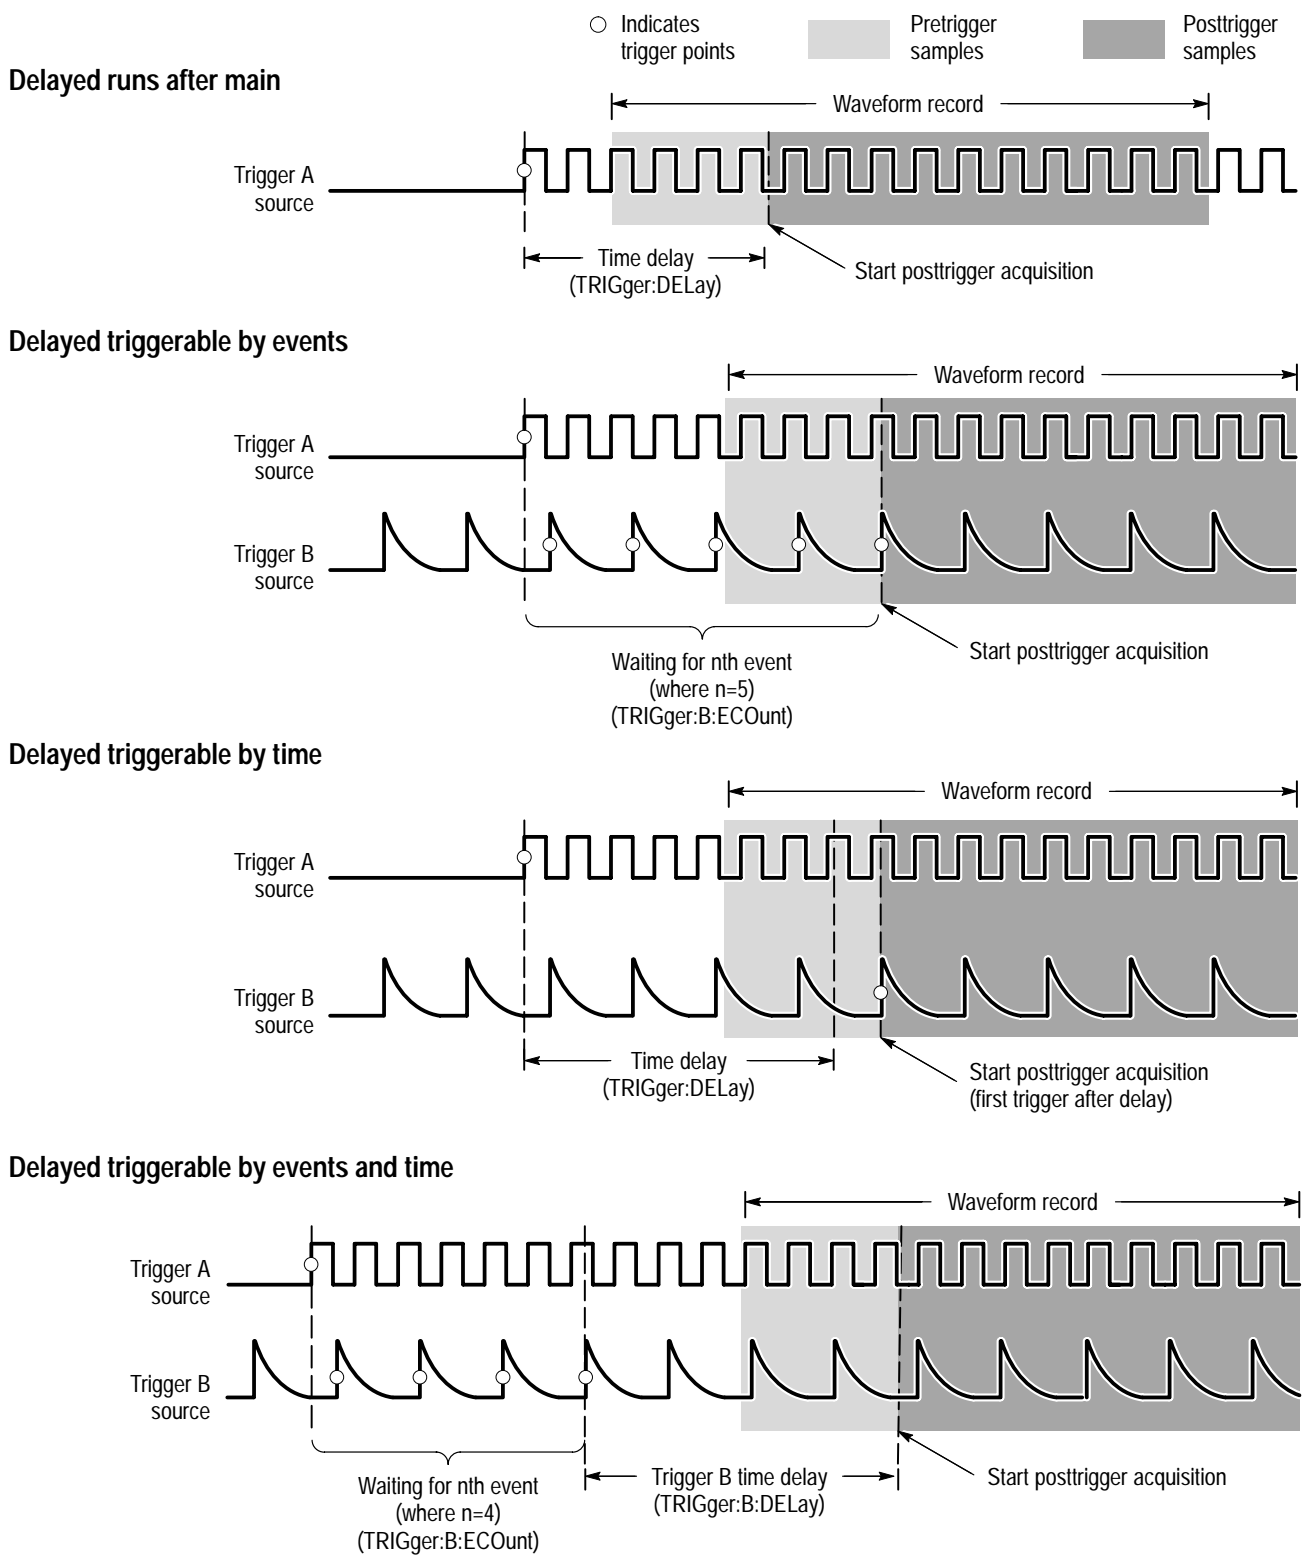 Indicates
trigger points
Pretrigger
samples
Posttrigger
samples
Delayed runs after main
Waveform record
Trigger A
source
Time delay
(TRIGger:DELay)
Start posttrigger acquisition
Delayed triggerable by events
Waveform record
Trigger A
source
Trigger B
source
Waiting for nth event
(where n=5)
(TRIGger:B:ECOunt)
Start posttrigger acquisition
Delayed triggerable by time
Waveform record
Trigger A
source
Trigger B
source
Time delay
(TRIGger:DELay)
Start posttrigger acquisition
(first trigger after delay)
Delayed triggerable by events and time
Waveform record
Trigger A
source
Trigger B
source
Waiting for nth event
(where n=4)
(TRIGger:B:ECOunt)
Trigger B time delay
(TRIGger:B:DELay)
Start posttrigger acquisition